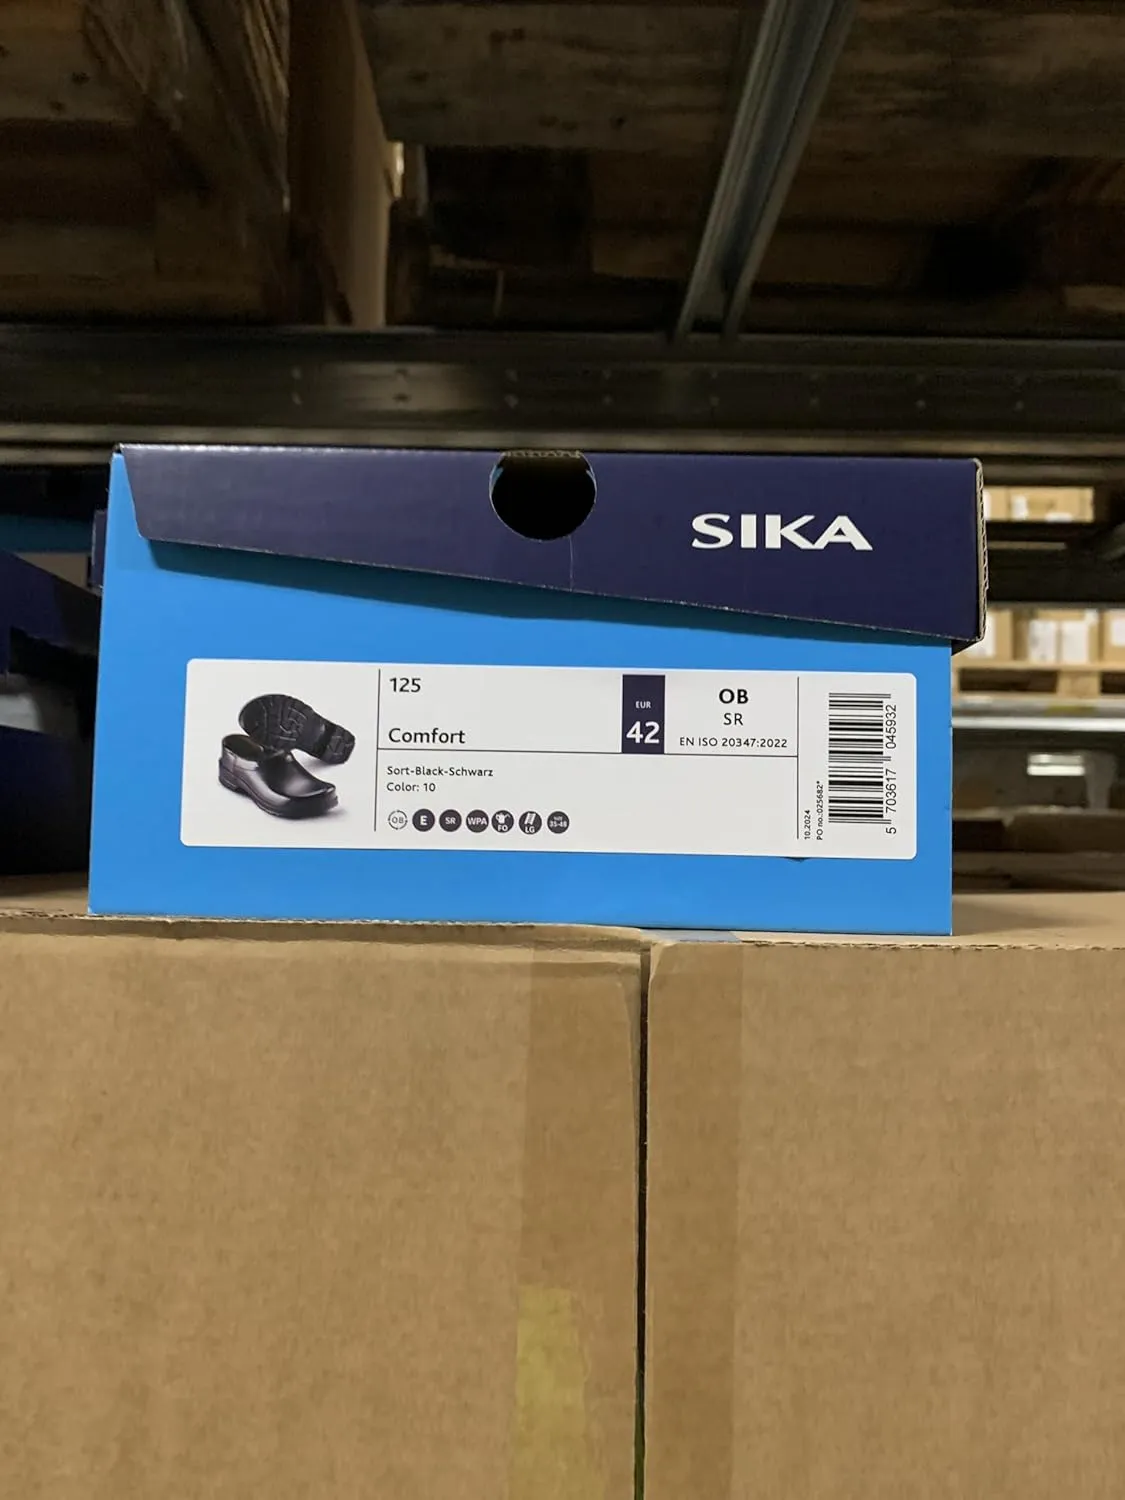 SIKA
125
Comfort
EUR
42
OB
SR
EN ISO 20347:2022
Sort-Black-Schwarz
Color: 10
OB E SR WPA FO LG SIZE 35-48
10.2024
PO no.:025682*
5 703617 045932